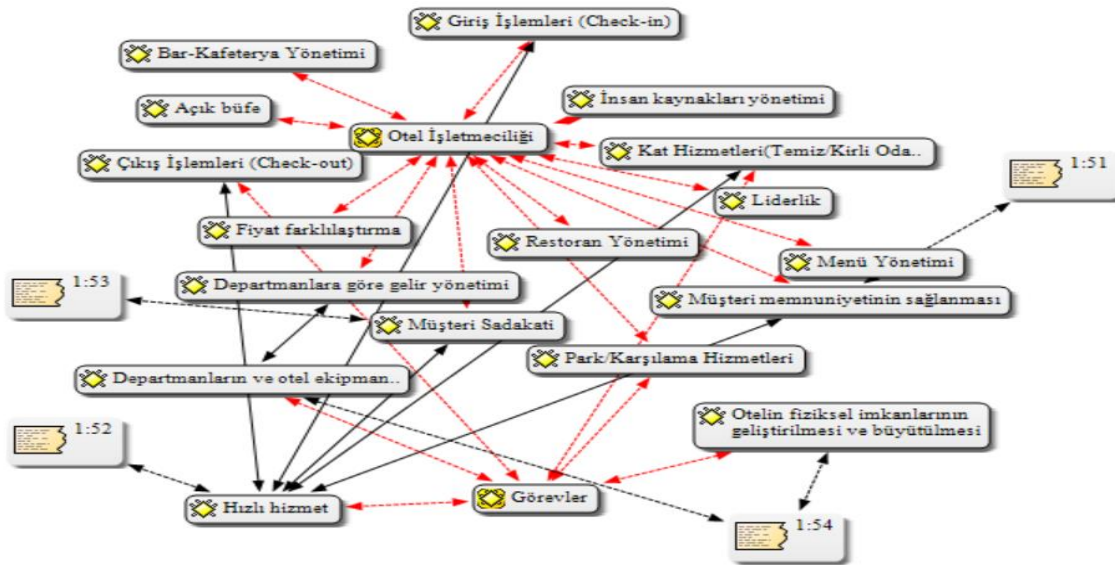 Giriş İşlemleri (Check-in)
Bar-Kafeterya Yönetimi
İnsan kaynakları yönetimi
Açık büfe
Otel İşletmeciliği
Kat Hizmetleri(Temiz/Kirli Oda..
Çıkış İşlemleri (Check-out)
1:51
Liderlik
Fiyat farklılaştırma
Restoran Yönetimi
Menü Yönetimi
1:53
Departmanlara göre gelir yönetimi
Müşteri memnuniyetinin sağlanması
Müşteri Sadakati
Park/Karşılama Hizmetleri
Departmanların ve otel ekipman..
Otelin fiziksel imkanlarının
geliştirilmesi ve büyütülmesi
1:52
Hızlı hizmet
Görevler
1:54